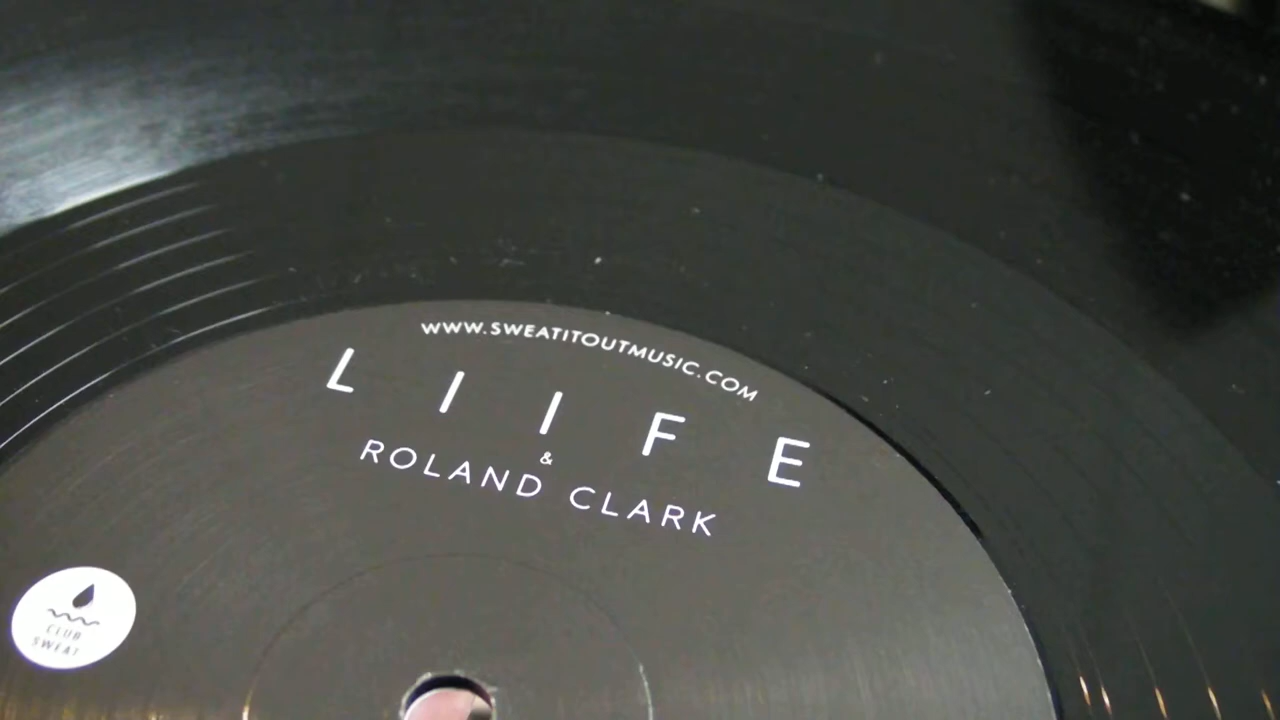 WWW.SWEATITOUTMUSIC.COM
L I I F E
&
ROLAND CLARK
CLUB
SWEAT